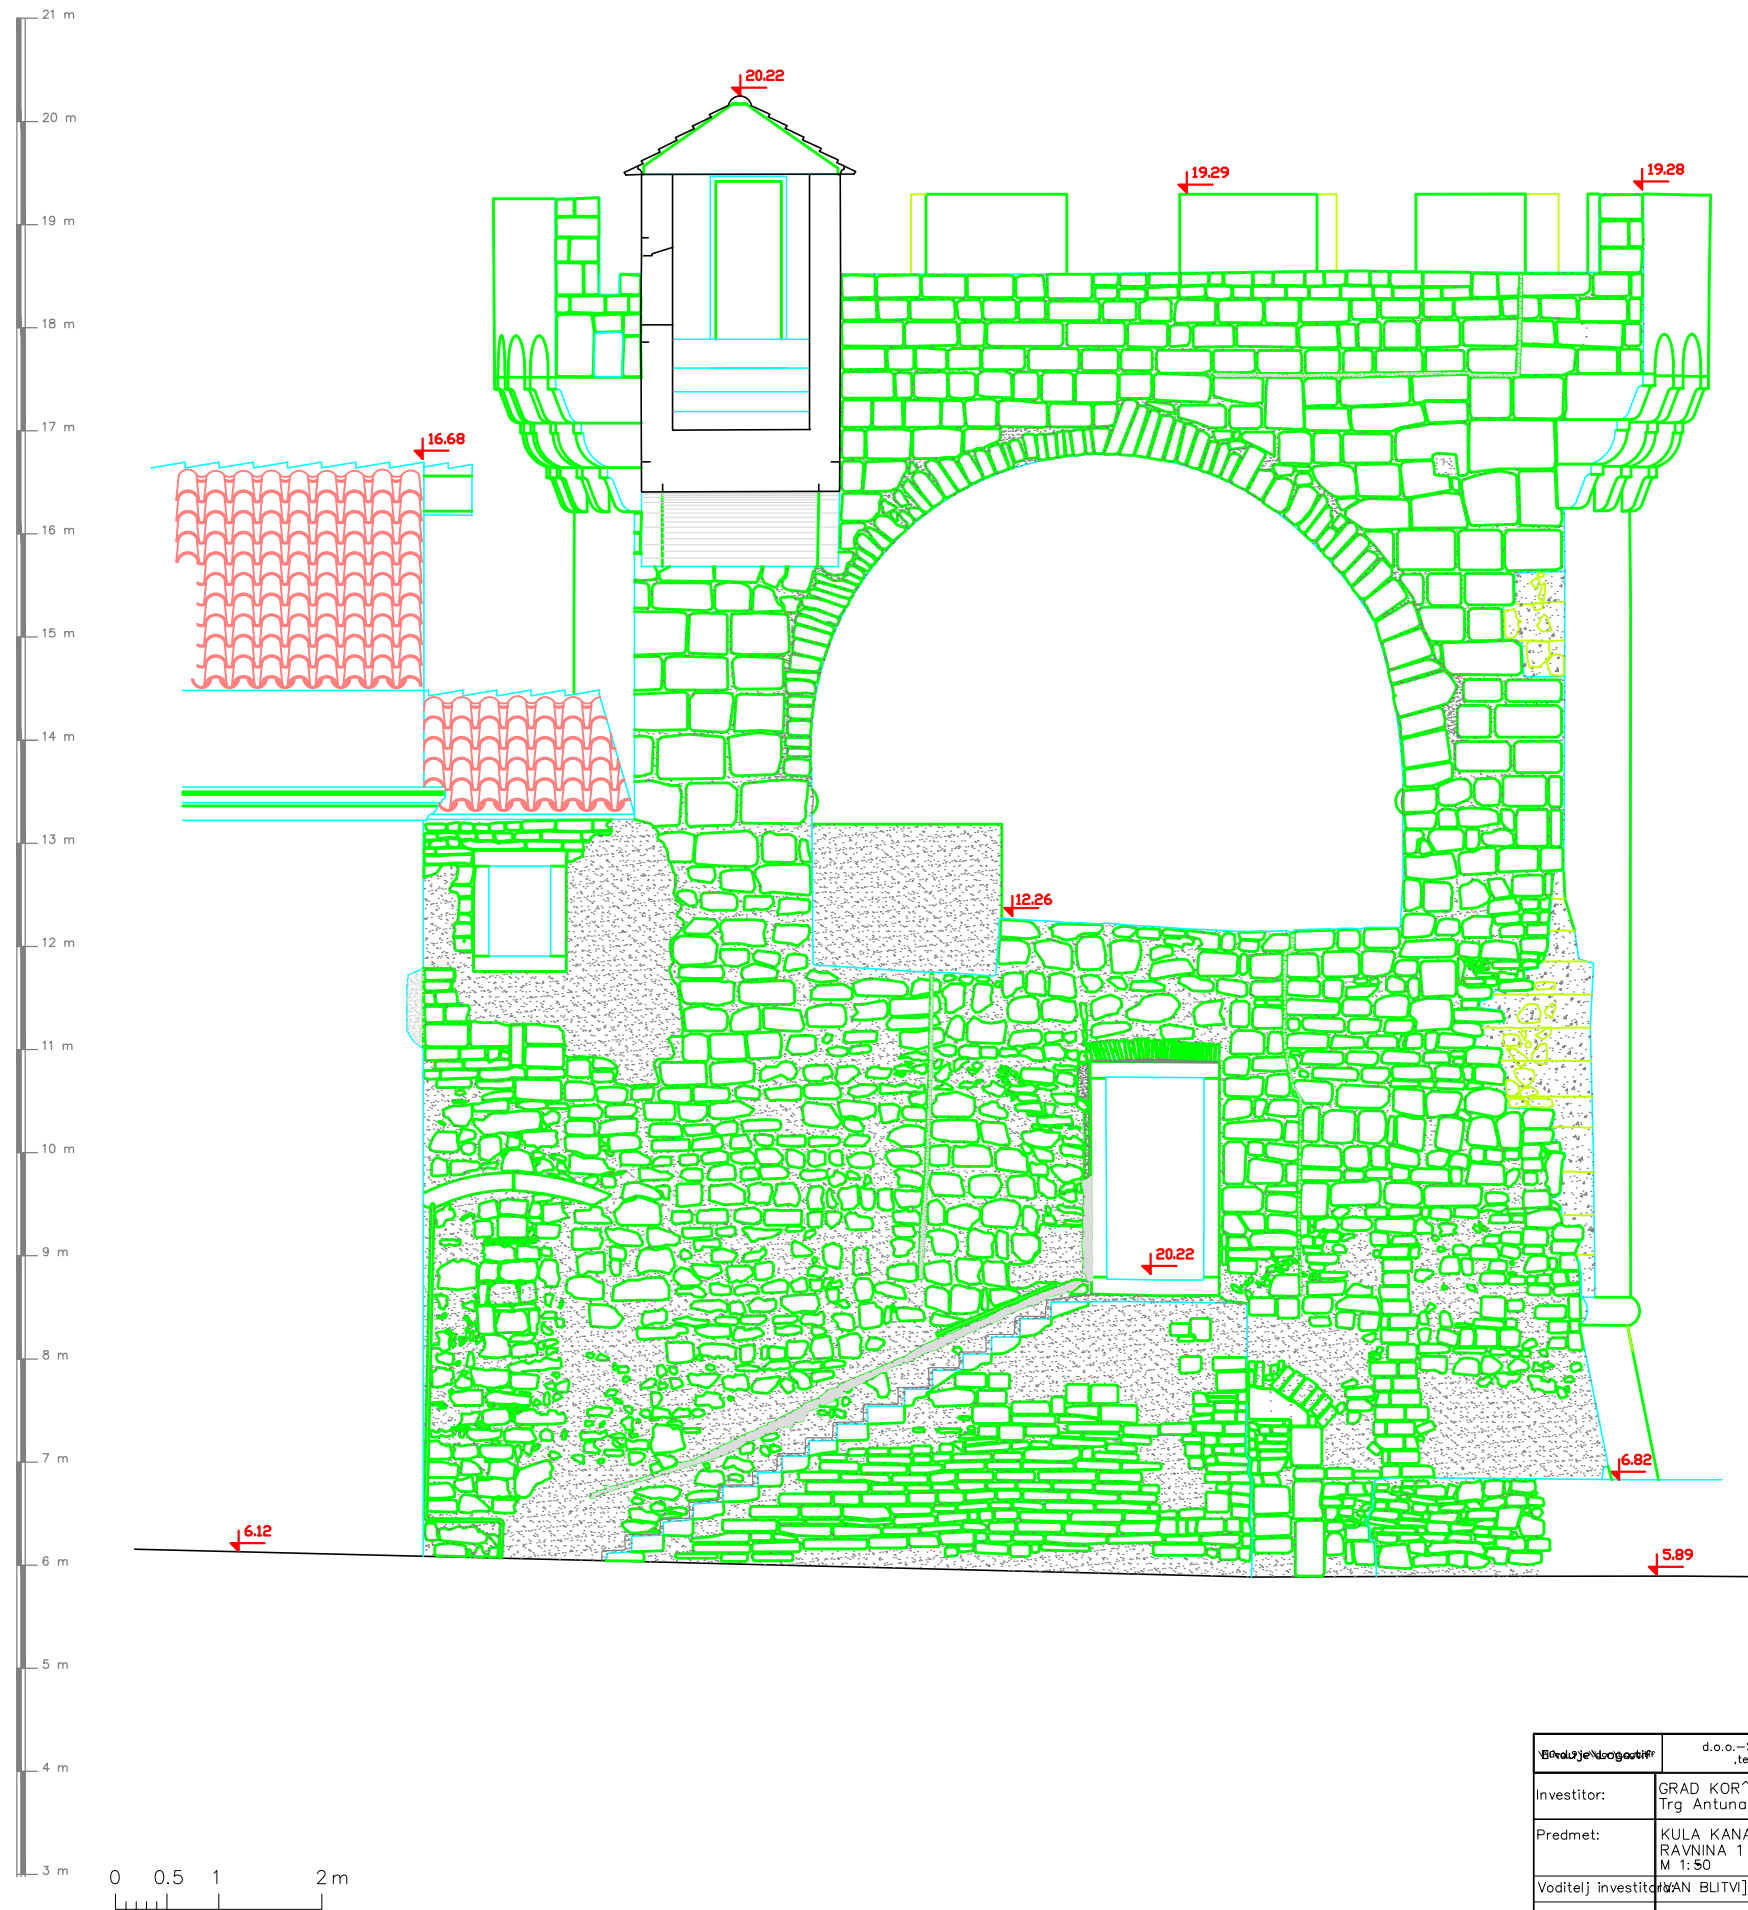 21 m
20 m
19 m
18 m
17 m
16 m
15 m
14 m
13 m
12 m
11 m
10 m
9 m
8 m
7 m
6 m
5 m
4 m
3 m
20.22
19.29
19.28
16.68
12.26
20.22
6.82
6.12
5.89
0 0.5 1 2 m
d.o.o.-
,te
Investitor: GRAD KOR^
Trg Antuna
Predmet: KULA KANA
RAVNINA 1
M 1:50
Voditelj BLITVI]